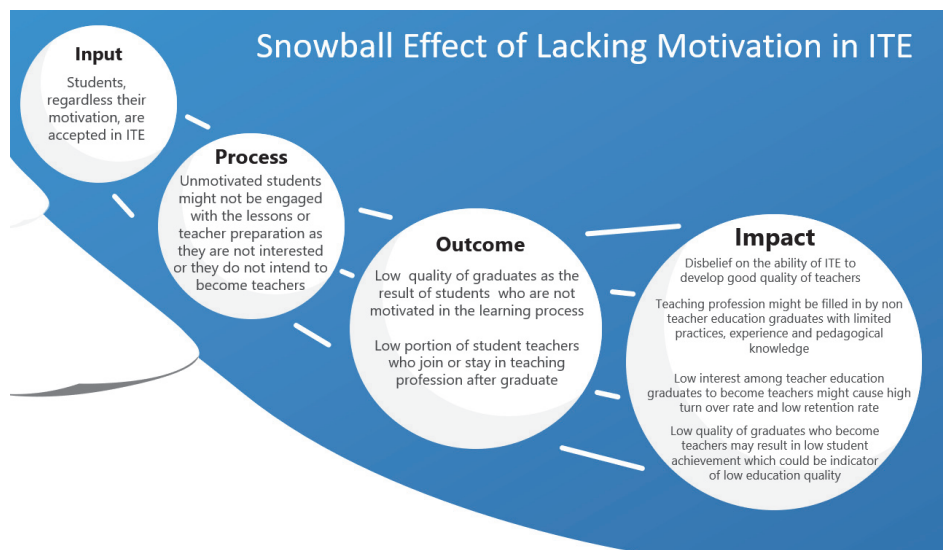 Snowball Effect of Lacking Motivation in ITE
Input
Students,
regardless their
motivation, are
accepted in ITE
Process
Unmotivated students
might not be engaged
with the lessons or
teacher preparation as
they are not interested
or they do not intend to
become teachers
Outcome
Low quality of graduates as the
result of students who are not
motivated in the learning process
Low portion of student teachers
who join or stay in teaching
profession after graduate
Impact
Disbelief on the ability of ITE to
develop good quality of teachers
Teaching profession might be filled in by non
teacher education graduates with limited
practices, experience and pedagogical
knowledge
Low interest among teacher education
graduates to become teachers might cause high
turn over rate and low retention rate
Low quality of graduates who become
teachers may result in low student
achievement which could be indicator
of low education quality